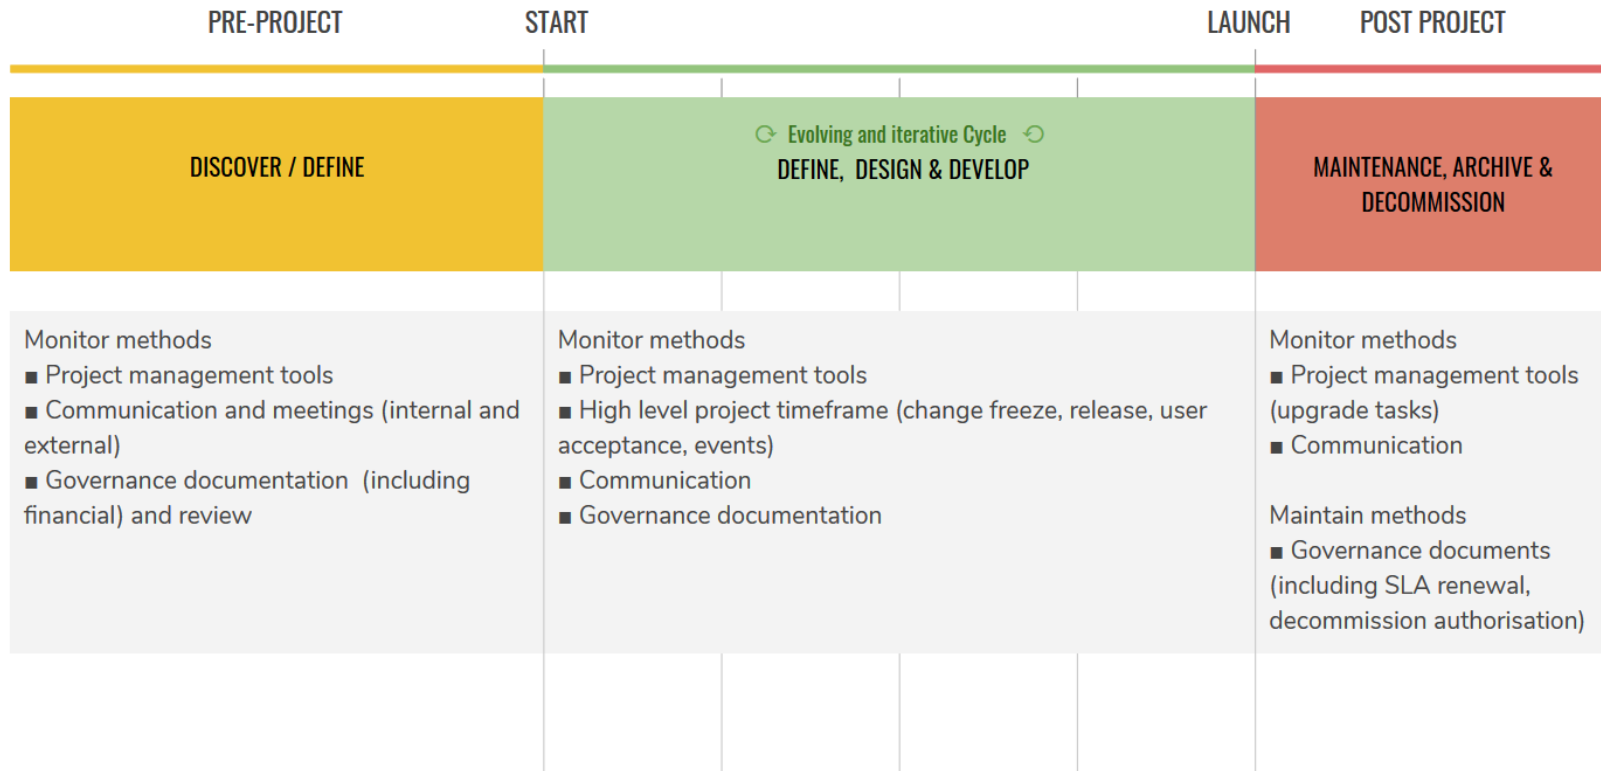 PRE-PROJECT
START
LAUNCH
POST PROJECT
DISCOVER / DEFINE
Evolving and iterative Cycle
DEFINE, DESIGN & DEVELOP
MAINTENANCE, ARCHIVE &
DECOMMISSION
Monitor methods
■ Project management tools
■ Communication and meetings (internal and
external)
■ Governance documentation (including
financial) and review
Monitor methods
■ Project management tools
■ High level project timeframe (change freeze, release, user
acceptance, events)
■ Communication
■ Governance documentation
Monitor methods
■ Project management tools
(upgrade tasks)
■ Communication
Maintain methods
■ Governance documents
(including SLA renewal,
decommission authorisation)